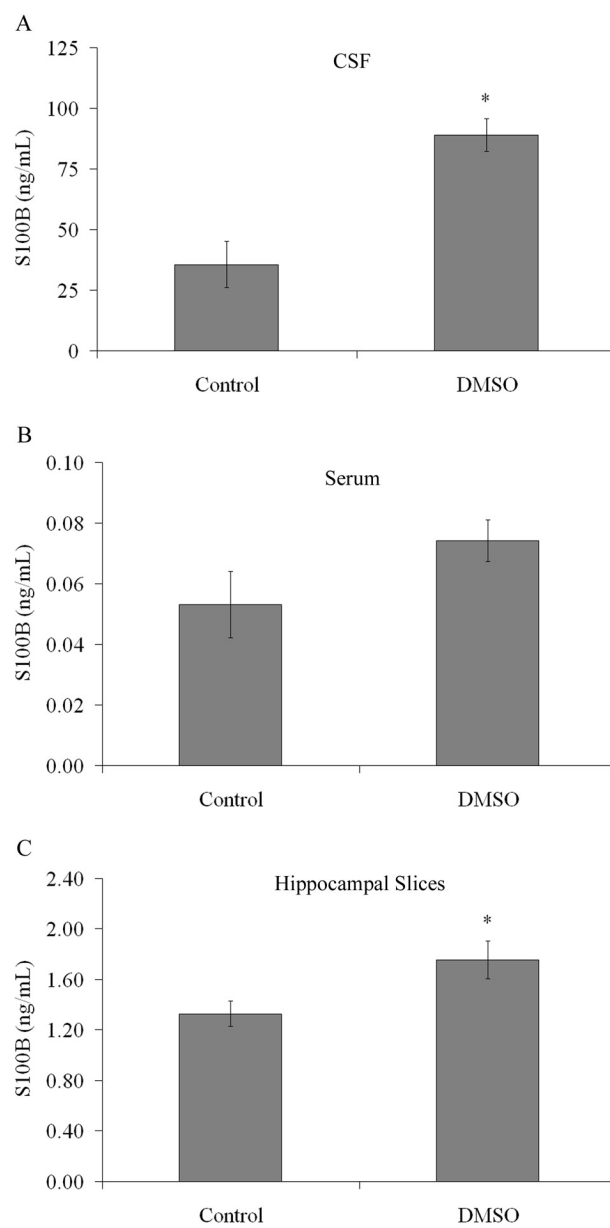 A
CSF
125
100
75
50
25
0
S100B (ng/mL)
*
Control
DMSO
B
Serum
0.10
0.08
0.06
0.04
0.02
0.00
S100B (ng/mL)
Control
DMSO
C
Hippocampal Slices
2.40
2.00
1.60
1.20
0.80
0.40
0.00
S100B (ng/mL)
*
Control
DMSO